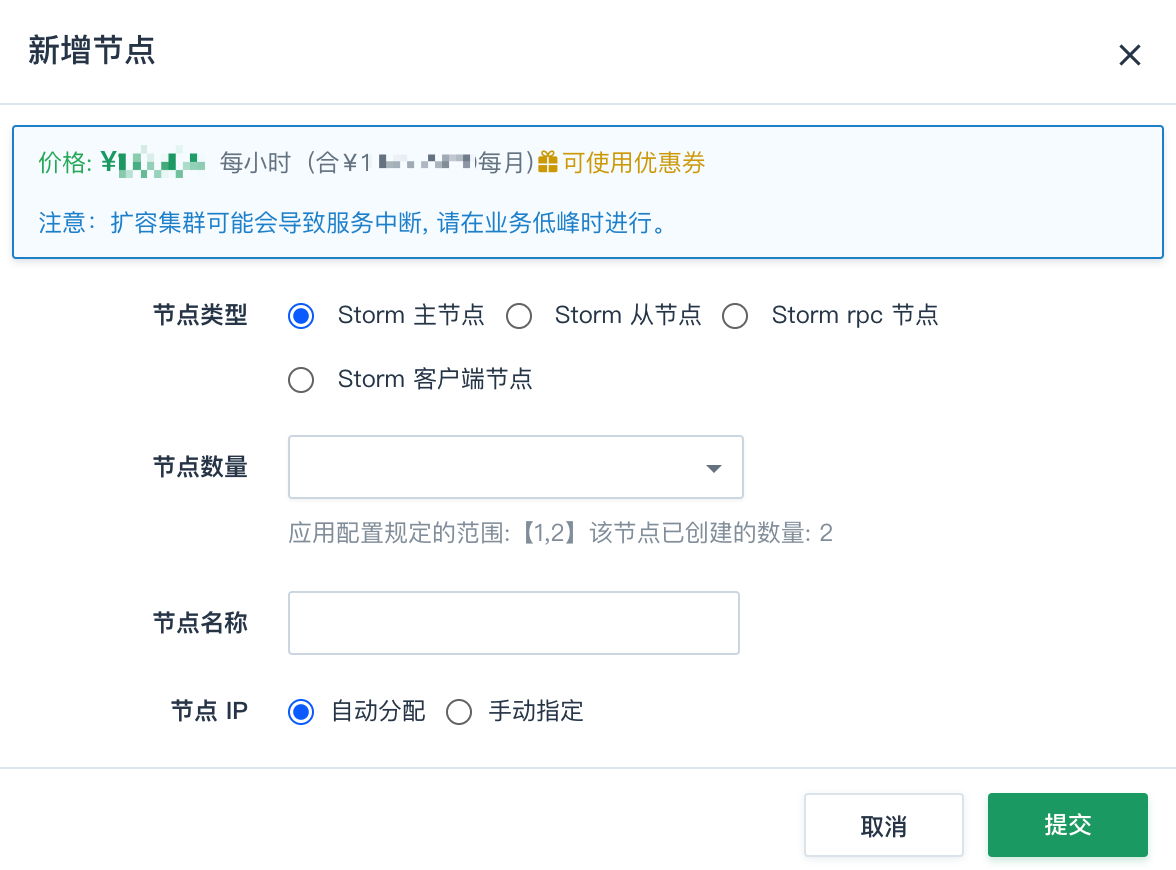 新增节点
价格: ¥ 每小时（合¥1 每月）可使用优惠券
注意：扩容集群可能会导致服务中断, 请在业务低峰时进行。
节点类型 Storm 主节点 Storm 从节点 Storm rpc 节点
Storm 客户端节点
节点数量
应用配置规定的范围:【1,2】该节点已创建的数量: 2
节点名称
节点 IP 自动分配 手动指定
取消 提交